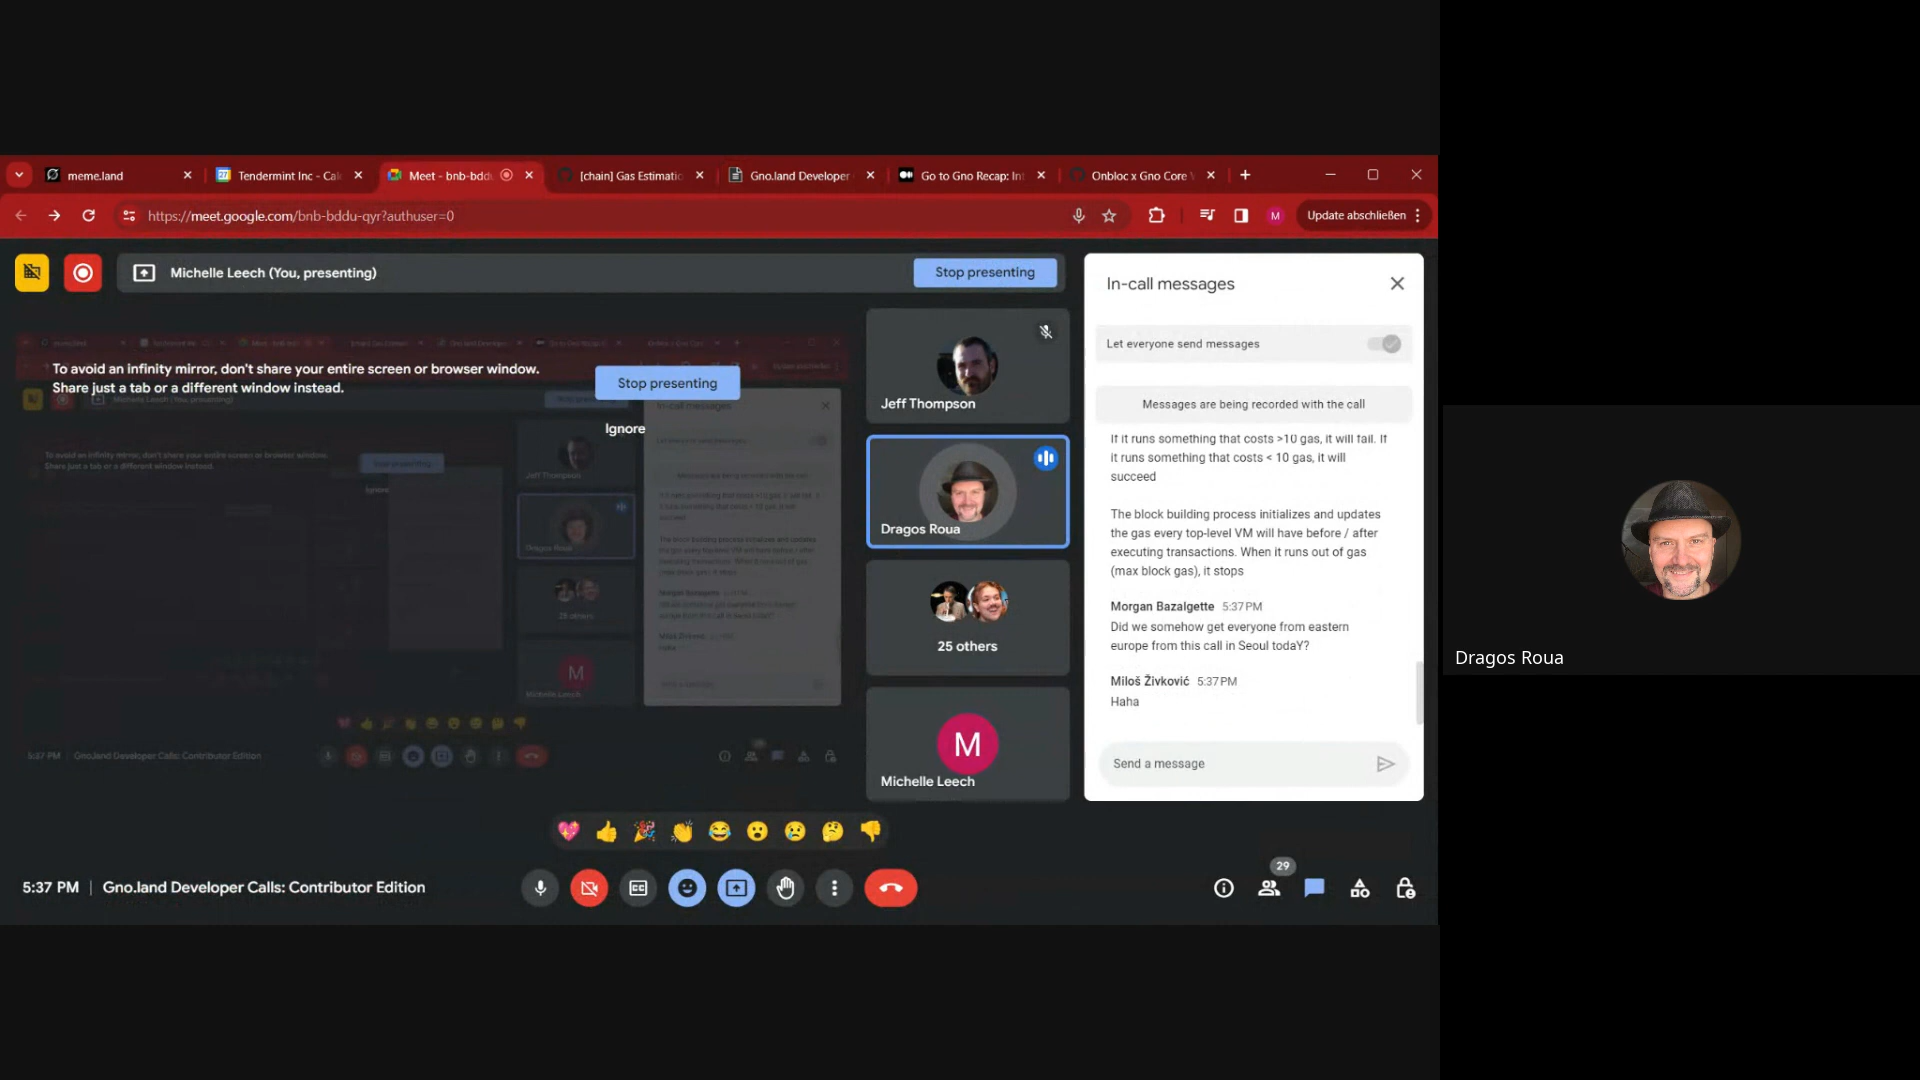 meme.land
Tendermint Inc - Cal
Meet - bnb-bddu
[chain] Gas Estimatio
Gno.land Developer
Go to Gno Recap: Int
Onbloc x Gno Core
https://meet.google.com/bnb-bddu-qyr?authuser=0
M
Update abschließen
Michelle Leech (You, presenting)
Stop presenting
In-call messages
Let everyone send messages
Messages are being recorded with the call
If it runs something that costs >10 gas, it will fail. If
it runs something that costs < 10 gas, it will
succeed
The block building process initializes and updates
the gas every top-level VM will have before / after
executing transactions. When it runs out of gas
(max block gas), it stops
Morgan Bazalgette 5:37 PM
Did we somehow get everyone from eastern
europe from this call in Seoul todaY?
Miloš Živković 5:37 PM
Haha
Send a message
To avoid an infinity mirror, don't share your entire screen or browser window.
Share just a tab or a different window instead.
Stop presenting
Ignore
Jeff Thompson
Dragos Roua
25 others
M
Michelle Leech
5:37 PM | Gno.land Developer Calls: Contributor Edition
29
Dragos Roua